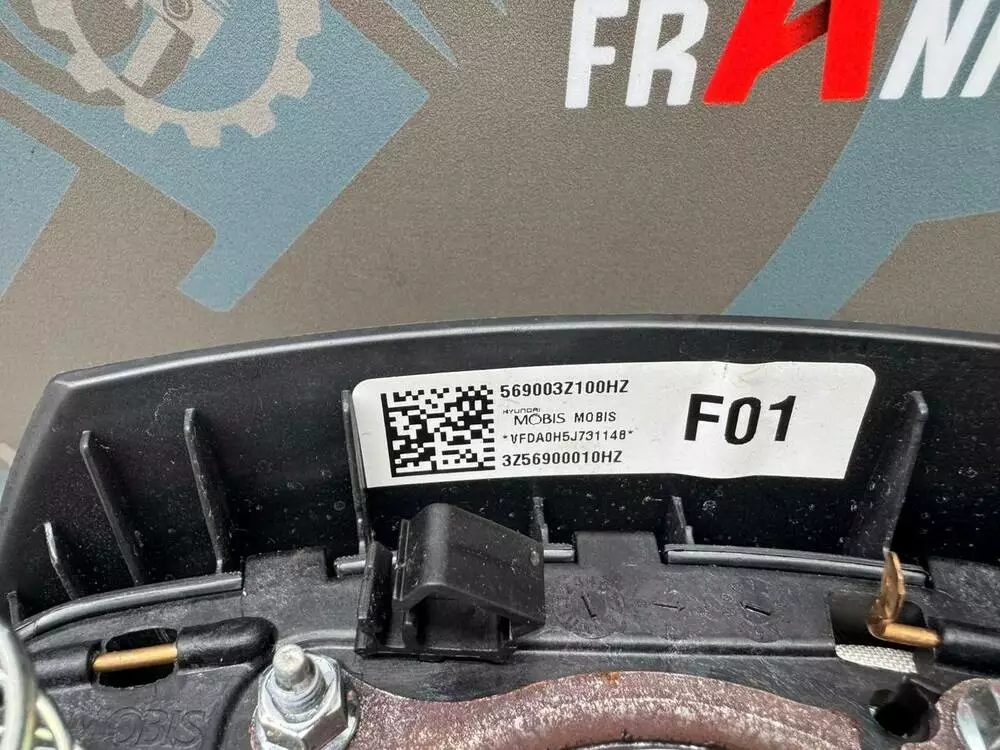 FRAN
569003Z100HZ
HYUNDAI
MOBIS MOBIS
*VFDA0H5J731148*
3Z56900010HZ
F01
MOBIS